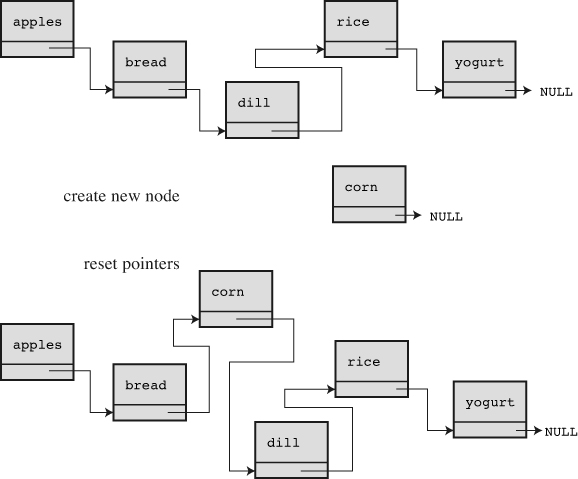 apples
bread
dill
rice
yogurt
NULL
create new node
corn
NULL
reset pointers
corn
apples
bread
dill
rice
yogurt
NULL